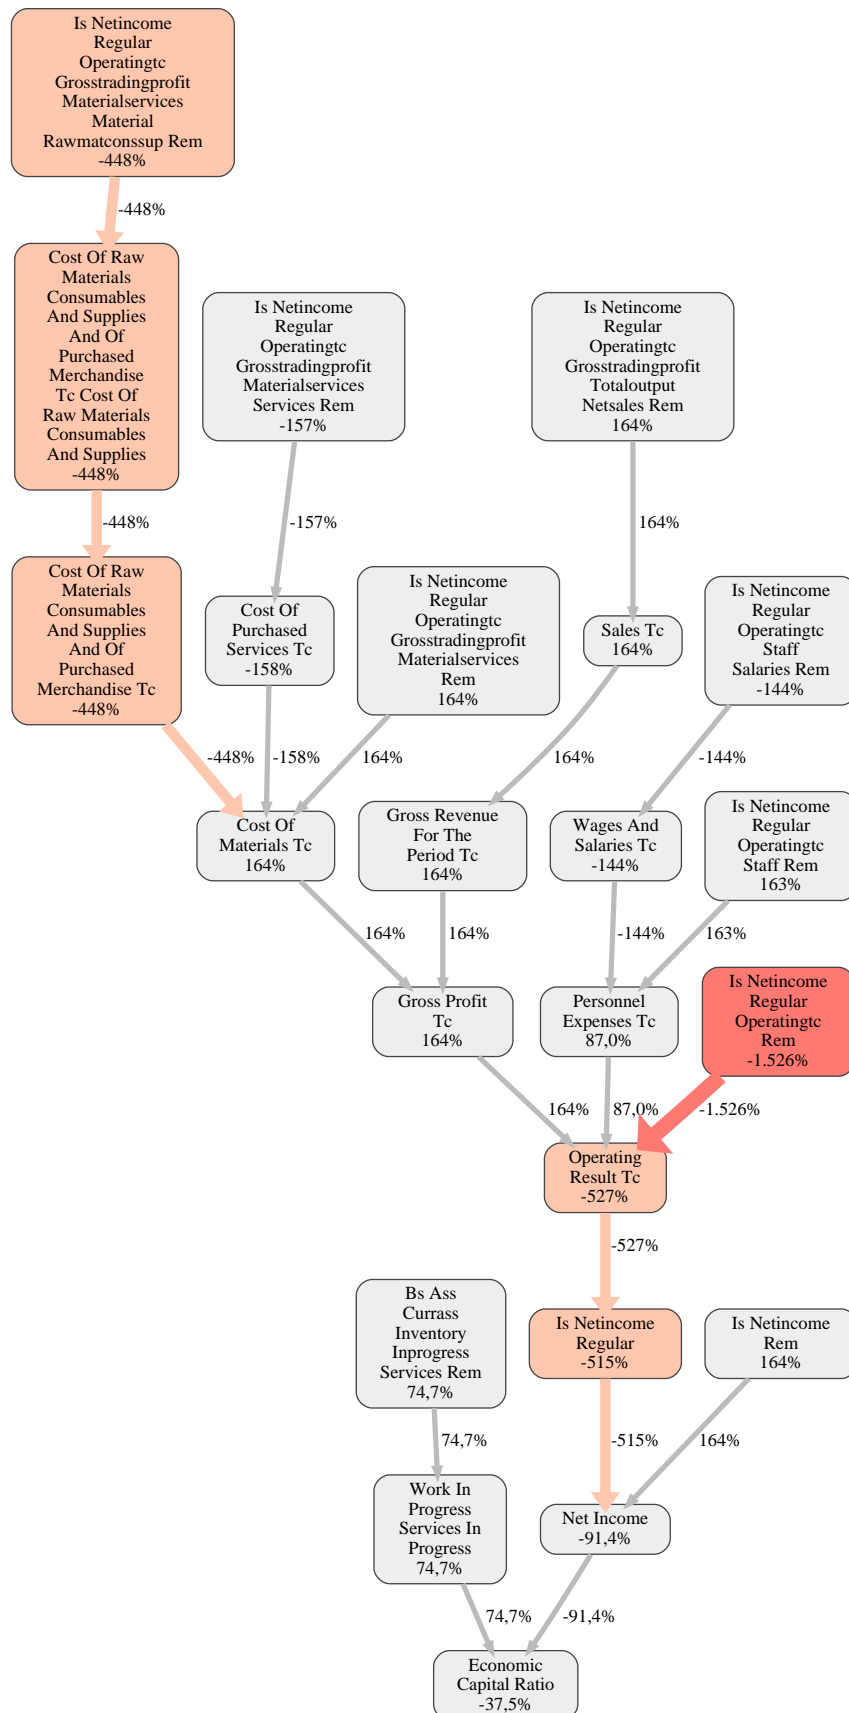 Is Netincome
Regular
Operatingtc
Grosstradingprofit
Materialservices
Material
Rawmatconssup Rem
-448%
-448%
Cost Of Raw
Materials
Consumables
And Supplies
And Of
Purchased
Merchandise
Tc Cost Of
Raw Materials
Consumables
And Supplies
-448%
Is Netincome
Regular
Operatingtc
Grosstradingprofit
Materialservices
Services Rem
-157%
Is Netincome
Regular
Operatingtc
Grosstradingprofit
Totaloutput
Netsales Rem
164%
-448%
-157%
164%
Cost Of Raw
Materials
Consumables
And Supplies
And Of
Purchased
Merchandise Tc
-448%
Cost Of
Purchased
Services Tc
-158%
Is Netincome
Regular
Operatingtc
Grosstradingprofit
Materialservices
Rem
164%
Sales Tc
164%
Is Netincome
Regular
Operatingtc
Staff
Salaries Rem
-144%
-448%
-158%
164%
164%
-144%
Cost Of
Materials Tc
164%
Gross Revenue
For The
Period Tc
164%
Wages And
Salaries Tc
-144%
Is Netincome
Regular
Operatingtc
Staff Rem
163%
164%
164%
-144%
163%
Gross Profit
Tc
164%
Personnel
Expenses Tc
87,0%
Is Netincome
Regular
Operatingtc
Rem
-1.526%
164%
87,0%
-1.526%
Operating
Result Tc
-527%
-527%
Bs Ass
Currass
Inventory
Inprogress
Services Rem
74,7%
Is Netincome
Regular
-515%
Is Netincome
Rem
164%
74,7%
-515%
164%
Work In
Progress
Services In
Progress
74,7%
Net Income
-91,4%
74,7%
-91,4%
Economic
Capital Ratio
-37,5%